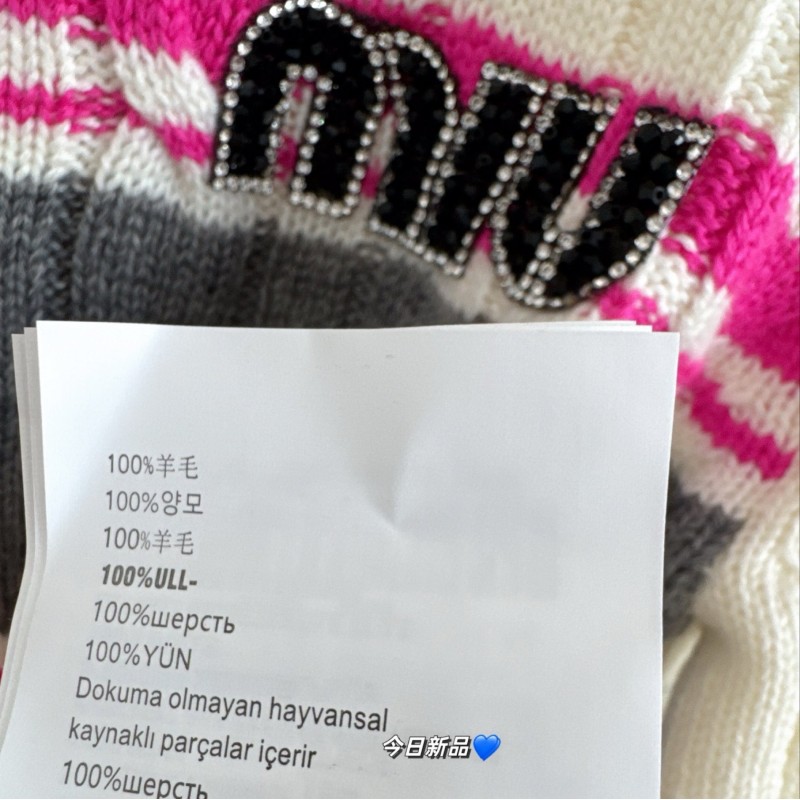 miu
100%羊毛
100%양모
100%羊毛
100%ULL-
100%шерсть
100%YÜN
Dokuma olmayan hayvansal
kaynaklı parçalar içerir
今日新品💙
100%шерсть